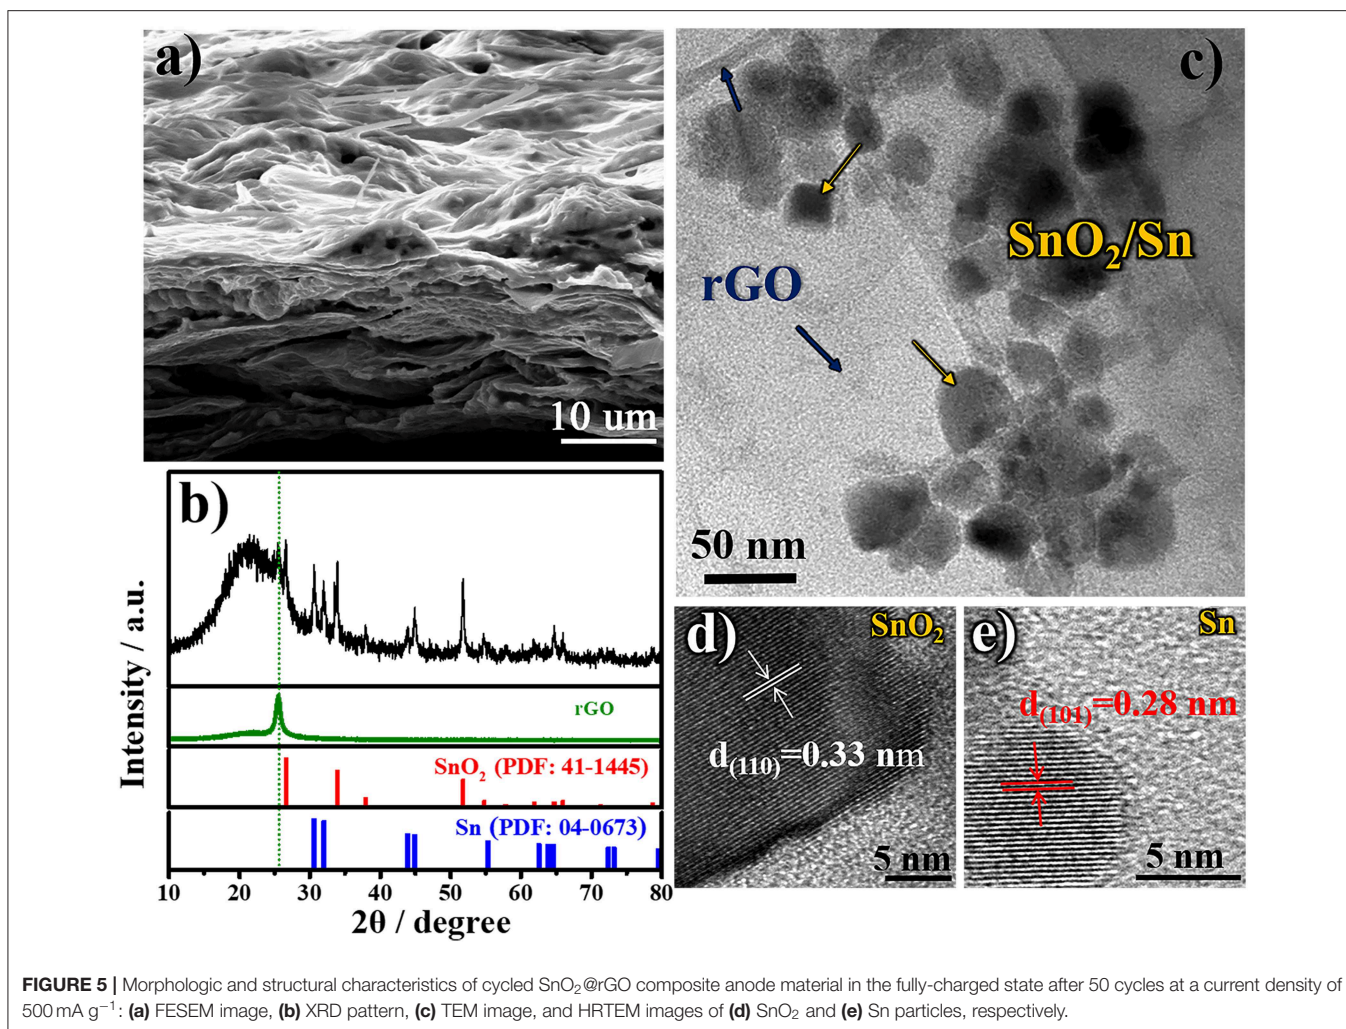 a)
10 um
b)
Intensity / a.u.
rGO
SnO₂ (PDF: 41-1445)
Sn (PDF: 04-0673)
10 20 30 40 50 60 70 80
2θ / degree
c)
SnO₂/Sn
rGO
50 nm
d)
SnO₂
d₍₁₁₀₎=0.33 nm
5 nm
e)
Sn
d₍₁₀₁₎=0.28 nm
5 nm
FIGURE 5 | Morphologic and structural characteristics of cycled SnO₂@rGO composite anode material in the fully-charged state after 50 cycles at a current density of
500 mA g⁻¹: (a) FESEM image, (b) XRD pattern, (c) TEM image, and HRTEM images of (d) SnO₂ and (e) Sn particles, respectively.